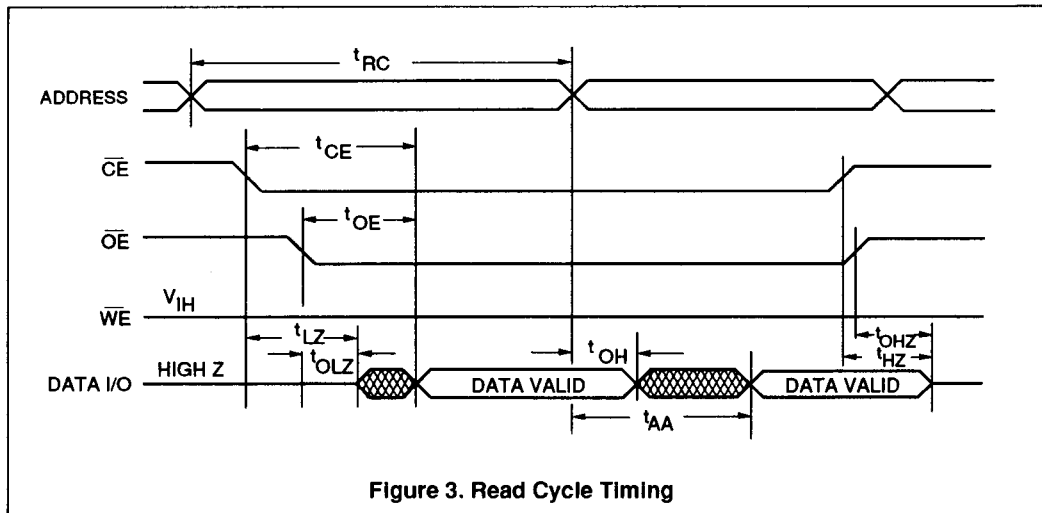 tRC
ADDRESS
tCE
CE
tOE
OE
VIH
WE
tLZ
tOLZ
tOH
tOHZ
tHZ
HIGH Z
DATA I/O
DATA VALID
DATA VALID
tAA
Figure 3. Read Cycle Timing